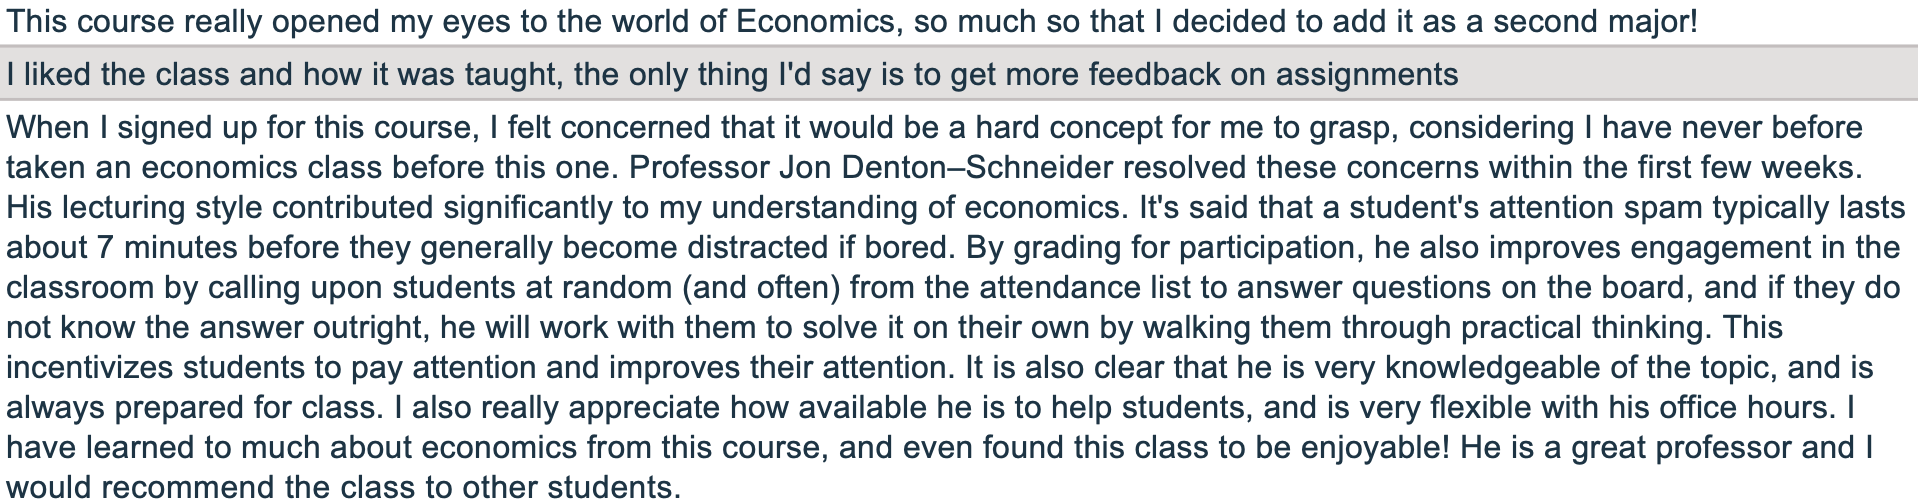 This course really opened my eyes to the world of Economics, so much so that I decided to add it as a second major!
I liked the class and how it was taught, the only thing I'd say is to get more feedback on assignments
When I signed up for this course, I felt concerned that it would be a hard concept for me to grasp, considering I have never before
taken an economics class before this one. Professor Jon Denton–Schneider resolved these concerns within the first few weeks.
His lecturing style contributed significantly to my understanding of economics. It's said that a student's attention spam typically lasts
about 7 minutes before they generally become distracted if bored. By grading for participation, he also improves engagement in the
classroom by calling upon students at random (and often) from the attendance list to answer questions on the board, and if they do
not know the answer outright, he will work with them to solve it on their own by walking them through practical thinking. This
incentivizes students to pay attention and improves their attention. It is also clear that he is very knowledgeable of the topic, and is
always prepared for class. I also really appreciate how available he is to help students, and is very flexible with his office hours. I
have learned to much about economics from this course, and even found this class to be enjoyable! He is a great professor and I
would recommend the class to other students.